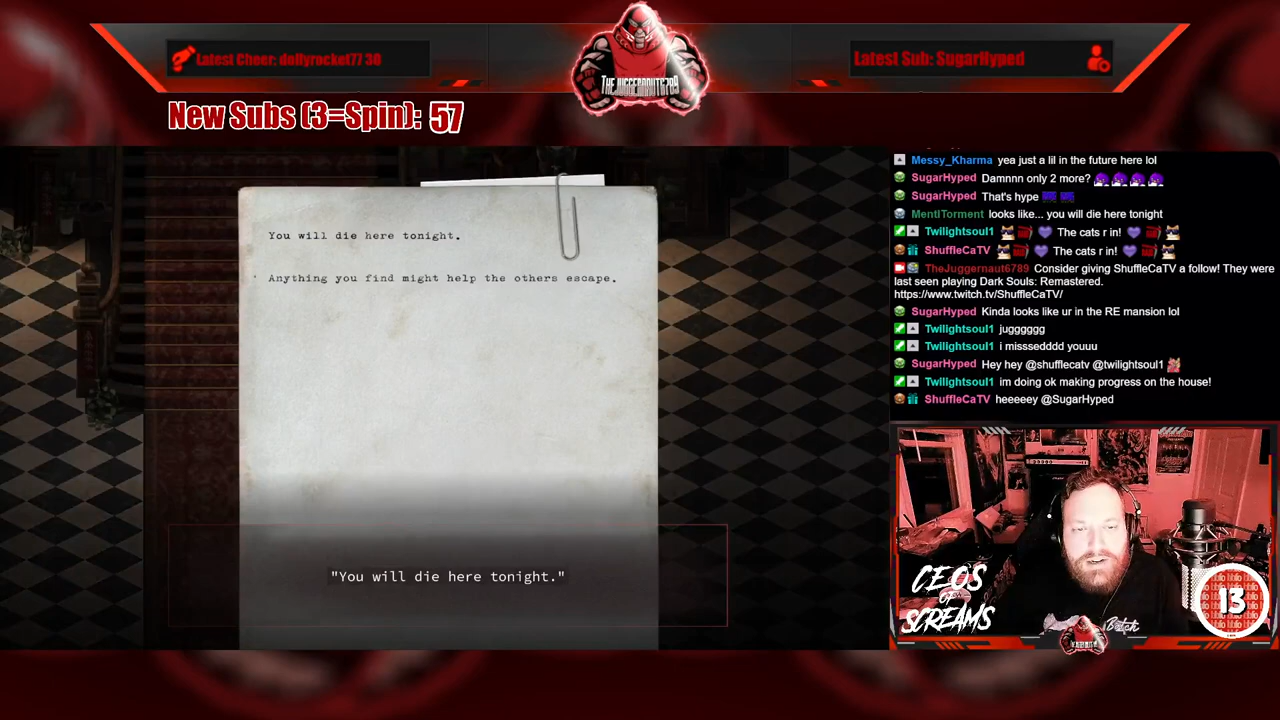 Latest Cheer: dollyrocket77 30
THEJUGGERNAUT6789
Latest Sub: SugarHyped
New Subs (3=Spin): 57
You will die here tonight.
Anything you find might help the others escape.
"You will die here tonight."
Messy_Kharma yea just a lil in the future here lol
SugarHyped Damnnn only 2 more?
SugarHyped That's hype
MentlTorment looks like... you will die here tonight
Twilightsoul1 The cats r in!
ShuffleCaTV The cats r in!
TheJuggernaut6789 Consider giving ShuffleCaTV a follow! They were
last seen playing Dark Souls: Remastered.
https://www.twitch.tv/ShuffleCaTV/
SugarHyped Kinda looks like ur in the RE mansion lol
Twilightsoul1 jugggggg
Twilightsoul1 i misssedddd youuu
SugarHyped Hey hey @shufflecatv @twilightsoul1
Twilightsoul1 im doing ok making progress on the house!
ShuffleCaTV heeeeey @SugarHyped
CEOS
OF
SCREAMS
13